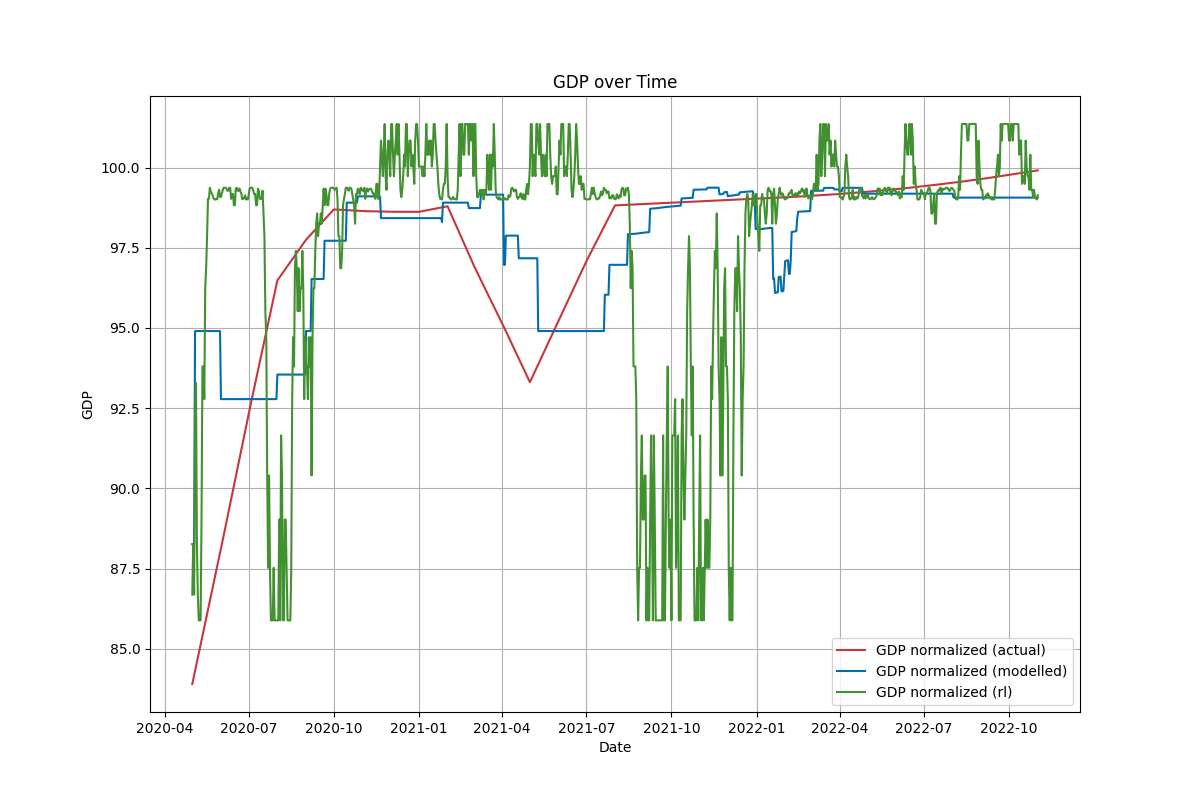 GDP over Time
GDP
100.0
97.5
95.0
92.5
90.0
87.5
85.0
GDP normalized (actual)
GDP normalized (modelled)
GDP normalized (rl)
2020-04 2020-07 2020-10 2021-01 2021-04 2021-07 2021-10 2022-01 2022-04 2022-07 2022-10
Date